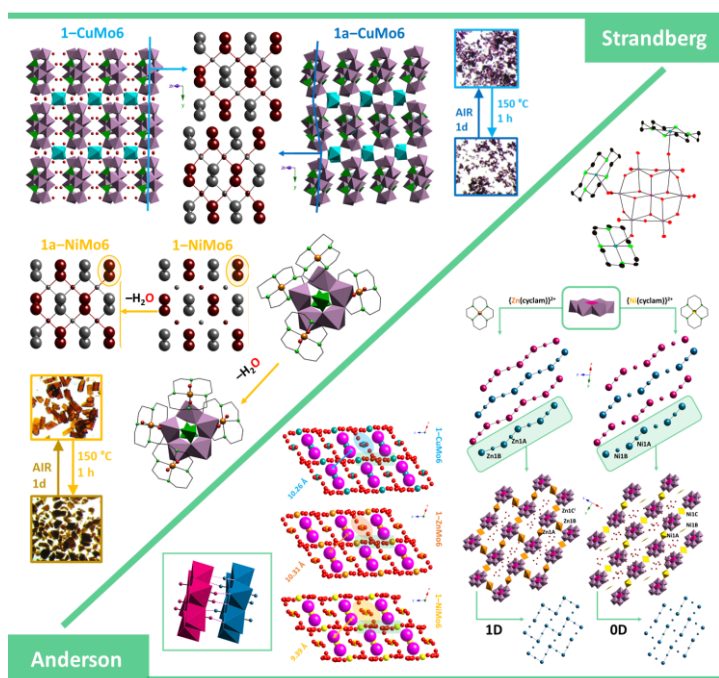 1–CuMo6
1a–CuMo6
Strandberg
AIR
1d
150 °C
1 h
1a–NiMo6
1–NiMo6
–H2O
–H2O
AIR
1d
150 °C
1 h
{Zn(cyclam)}²⁺
{Ni(cyclam)}²⁺
Zn1A
Zn1B
Ni1A
Ni1B
1–CuMo6
10.26 Å
1–ZnMo6
10.31 Å
1–NiMo6
9.99 Å
Zn1B
Zn1A
Ni1C
Ni1B
Ni1A
1D
0D
Anderson